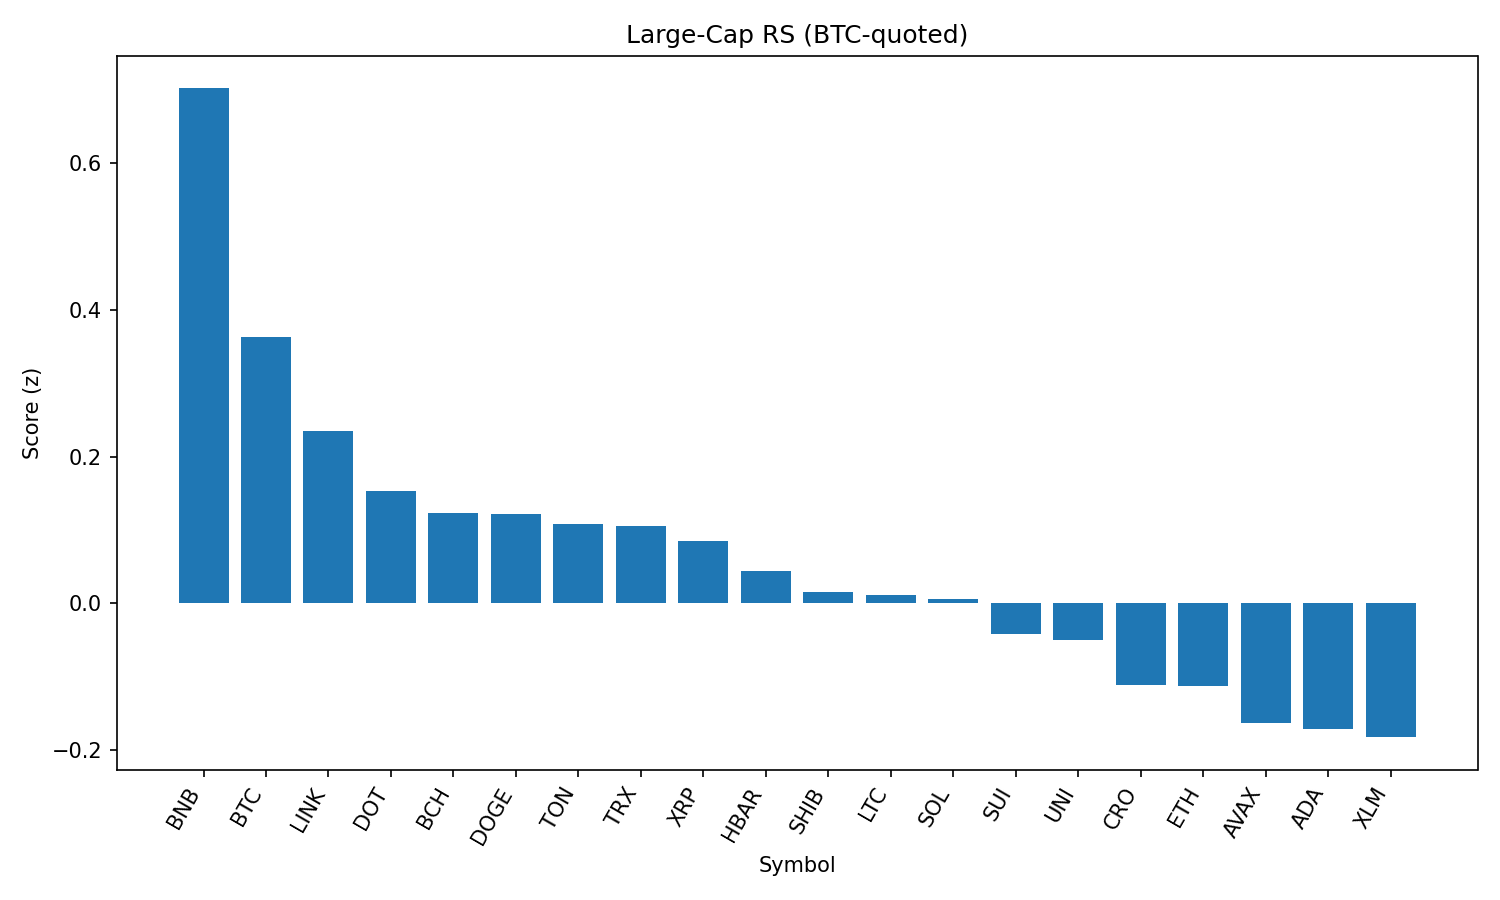 Large-Cap RS (BTC-quoted)
Score (z)
0.6
0.4
0.2
0.0
−0.2
BNB
BTC
LINK
DOT
BCH
DOGE
TON
TRX
XRP
HBAR
SHIB
LTC
SOL
SUI
UNI
CRO
ETH
AVAX
ADA
XLM
Symbol